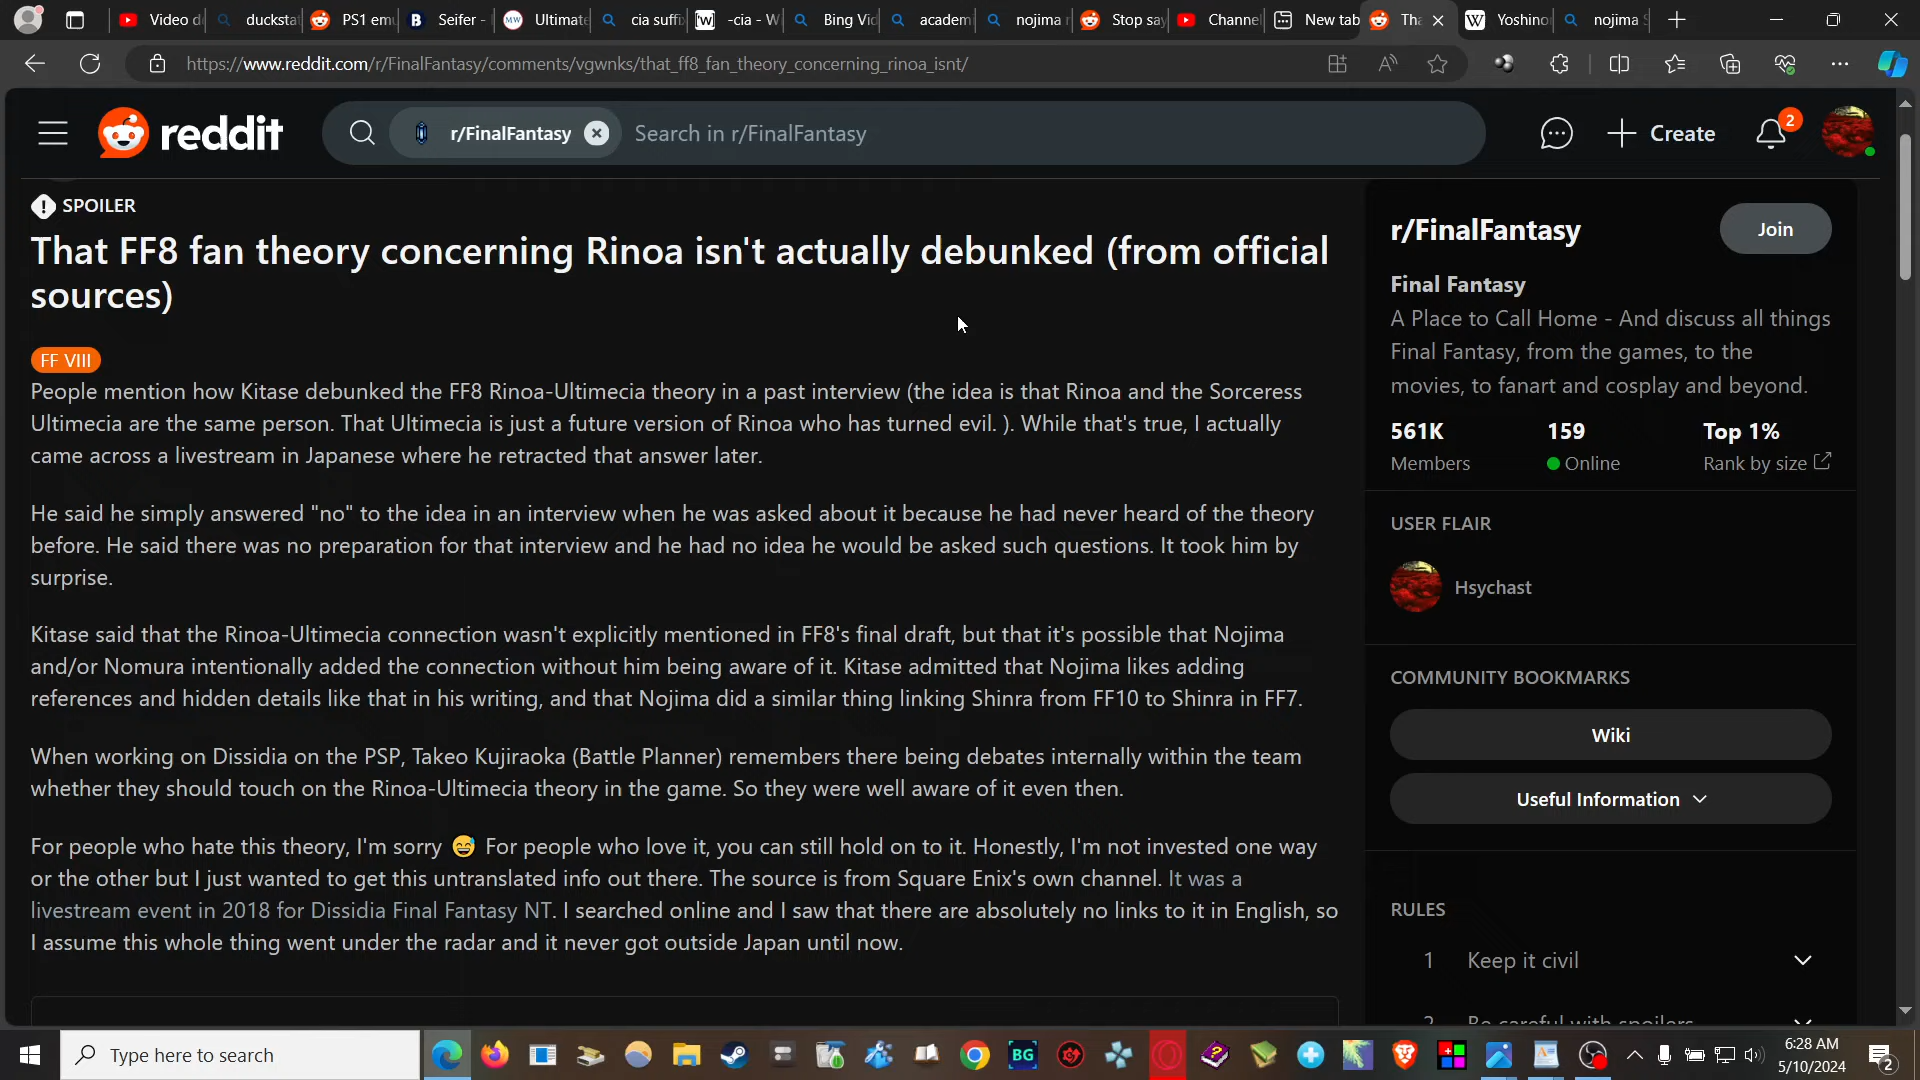 Video d
ducksta
PS1 emu
Seifer -
Ultimate
cia suffi
-cia - W
Bing Vid
academ
nojima r
Stop say
Channel
New tab
Tha
Yoshino
nojima S
https://www.reddit.com/r/FinalFantasy/comments/vgwnks/that_ff8_fan_theory_concerning_rinoa_isnt/
reddit
r/FinalFantasy
Search in r/FinalFantasy
Create
2
SPOILER
That FF8 fan theory concerning Rinoa isn't actually debunked (from official
sources)
FF VIII
People mention how Kitase debunked the FF8 Rinoa-Ultimecia theory in a past interview (the idea is that Rinoa and the Sorceress
Ultimecia are the same person. That Ultimecia is just a future version of Rinoa who has turned evil. ). While that's true, I actually
came across a livestream in Japanese where he retracted that answer later.
He said he simply answered "no" to the idea in an interview when he was asked about it because he had never heard of the theory
before. He said there was no preparation for that interview and he had no idea he would be asked such questions. It took him by
surprise.
Kitase said that the Rinoa-Ultimecia connection wasn't explicitly mentioned in FF8's final draft, but that it's possible that Nojima
and/or Nomura intentionally added the connection without him being aware of it. Kitase admitted that Nojima likes adding
references and hidden details like that in his writing, and that Nojima did a similar thing linking Shinra from FF10 to Shinra in FF7.
When working on Dissidia on the PSP, Takeo Kujiraoka (Battle Planner) remembers there being debates internally within the team
whether they should touch on the Rinoa-Ultimecia theory in the game. So they were well aware of it even then.
For people who hate this theory, I'm sorry 😅 For people who love it, you can still hold on to it. Honestly, I'm not invested one way
or the other but I just wanted to get this untranslated info out there. The source is from Square Enix's own channel. It was a
livestream event in 2018 for Dissidia Final Fantasy NT. I searched online and I saw that there are absolutely no links to it in English, so
I assume this whole thing went under the radar and it never got outside Japan until now.
r/FinalFantasy
Join
Final Fantasy
A Place to Call Home - And discuss all things
Final Fantasy, from the games, to the
movies, to fanart and cosplay and beyond.
561K
159
Top 1%
Members
Online
Rank by size
USER FLAIR
Hsychast
COMMUNITY BOOKMARKS
Wiki
Useful Information
RULES
1 Keep it civil
2 Be careful with spoilers
Type here to search
BG
6:28 AM
5/10/2024
2